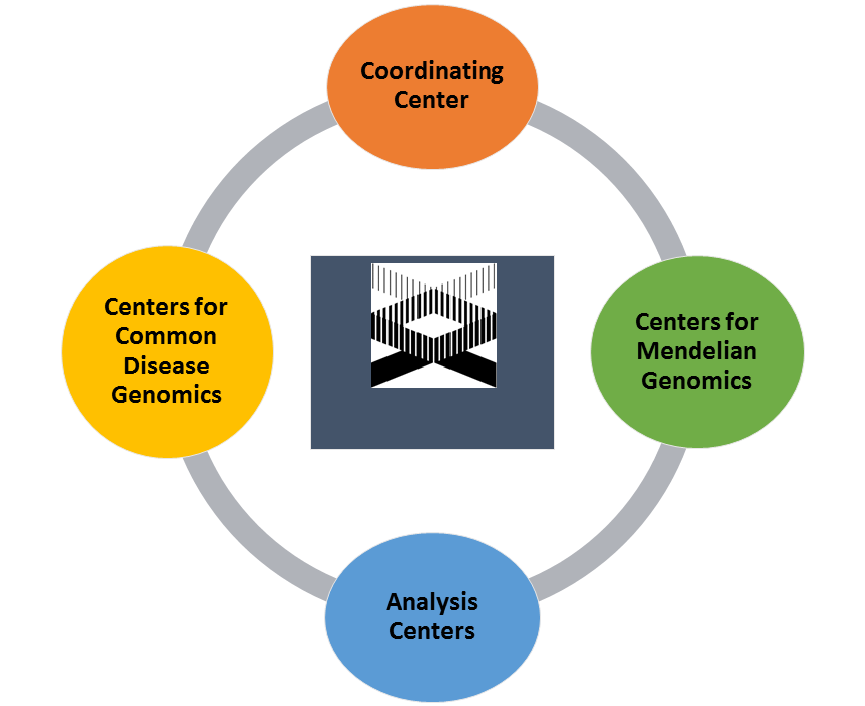 Coordinating
Center
Centers for
Common
Disease
Genomics
Centers for
Mendelian
Genomics
Analysis
Centers